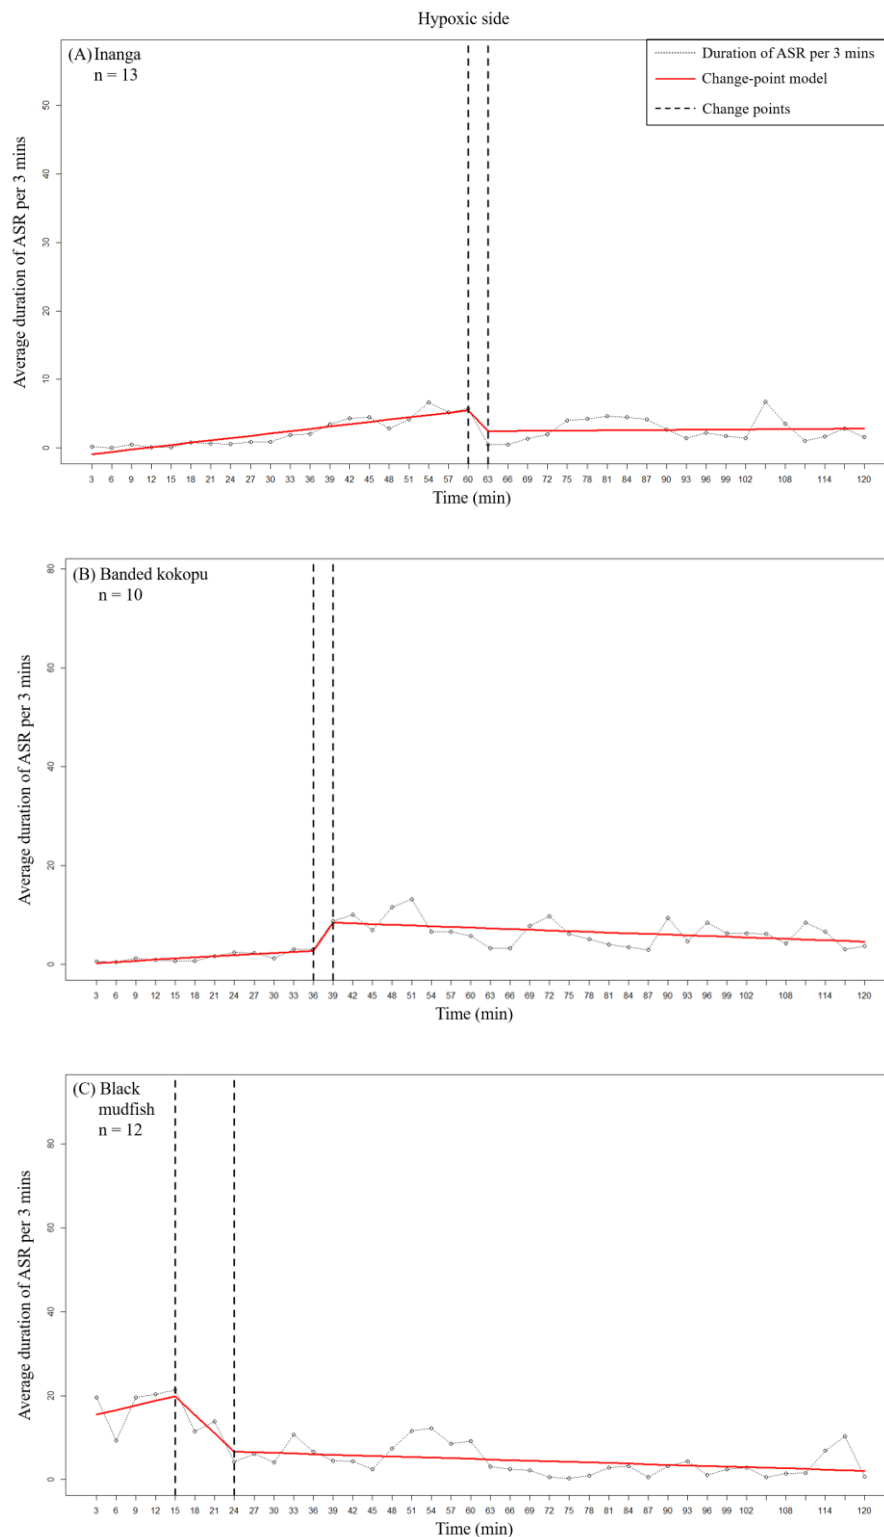 Hypoxic side
(A) Inanga
n = 13
Duration of ASR per 3 mins
Change-point model
Change points
Average duration of ASR per 3 mins
50
40
30
20
10
0
3 6 9 12 15 18 21 24 27 30 33 36 39 42 45 48 51 54 57 60 63 66 69 72 75 78 81 84 87 90 93 96 99 102 108 114 120
Time (min)
(B) Banded kokopu
n = 10
Average duration of ASR per 3 mins
80
60
40
20
0
3 6 9 12 15 18 21 24 27 30 33 36 39 42 45 48 51 54 57 60 63 66 69 72 75 78 81 84 87 90 93 96 99 102 108 114 120
Time (min)
(C) Black
mudfish
n = 12
Average duration of ASR per 3 mins
80
60
40
20
0
3 6 9 12 15 18 21 24 27 30 33 36 39 42 45 48 51 54 57 60 63 66 69 72 75 78 81 84 87 90 93 96 99 102 108 114 120
Time (min)